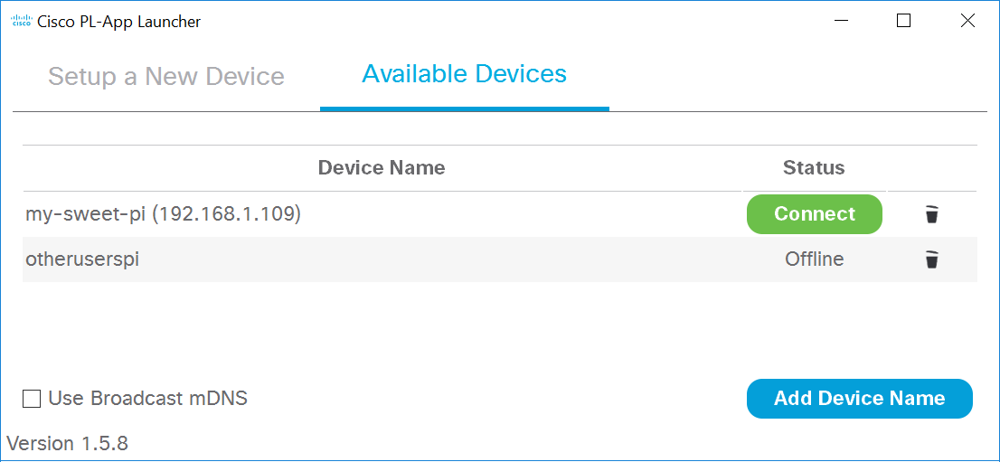 CISCO Cisco PL-App Launcher
Setup a New Device Available Devices
Device Name Status
my-sweet-pi (192.168.1.109) Connect
otheruserspi Offline
Use Broadcast mDNS Add Device Name
Version 1.5.8